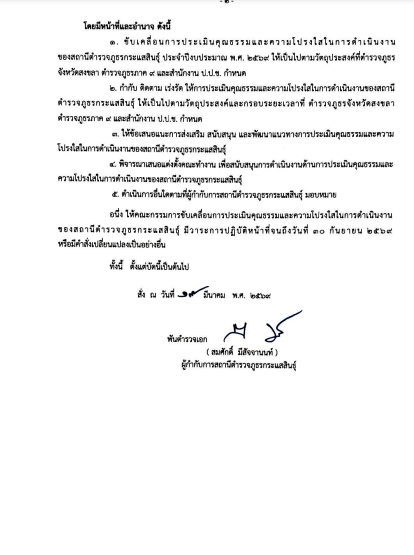 - ๒ -
โดยมีหน้าที่และอำนาจ ดังนี้
๑. ขับเคลื่อนการประเมินคุณธรรมและความโปร่งใสในการดำเนินงาน
ของสถานีตำรวจภูธรกระแสสินธุ์ ประจำปีงบประมาณ พ.ศ. ๒๕๖๙ ให้เป็นไปตามวัตถุประสงค์ที่ตำรวจภูธร
จังหวัดสงขลา ตำรวจภูธรภาค ๙ และสำนักงาน ป.ป.ช. กำหนด
๒. กำกับ ติดตาม เร่งรัด ให้การประเมินคุณธรรมและความโปร่งใสในการดำเนินงานของสถานี
ตำรวจภูธรกระแสสินธุ์ ให้เป็นไปตามวัตถุประสงค์และกรอบระยะเวลาที่ ตำรวจภูธรจังหวัดสงขลา
ตำรวจภูธรภาค ๙ และสำนักงาน ป.ป.ช. กำหนด
๓. ให้ข้อเสนอแนะการส่งเสริม สนับสนุน และพัฒนาแนวทางการประเมินคุณธรรมและความ
โปร่งใสในการดำเนินงานของสถานีตำรวจภูธรกระแสสินธุ์
๔. พิจารณาเสนอแต่งตั้งคณะทำงาน เพื่อสนับสนุนการดำเนินงานด้านการประเมินคุณธรรมและ
ความโปร่งใสในการดำเนินงานของสถานีตำรวจภูธรกระแสสินธุ์
๕. ดำเนินการอื่นใดตามที่ผู้กำกับการสถานีตำรวจภูธรกระแสสินธุ์ มอบหมาย
อนึ่ง ให้คณะกรรมการขับเคลื่อนการประเมินคุณธรรมและความโปร่งใสในการดำเนินงาน
ของสถานีตำรวจภูธรกระแสสินธุ์ มีวาระการปฏิบัติหน้าที่จนถึงวันที่ ๓๐ กันยายน ๒๕๖๙
หรือมีคำสั่งเปลี่ยนแปลงเป็นอย่างอื่น
ทั้งนี้ ตั้งแต่บัดนี้เป็นต้นไป
สั่ง ณ วันที่ มีนาคม พ.ศ. ๒๕๖๙
พันตำรวจเอก
( สมศักดิ์ มีสัจจานนท์ )
ผู้กำกับการสถานีตำรวจภูธรกระแสสินธุ์